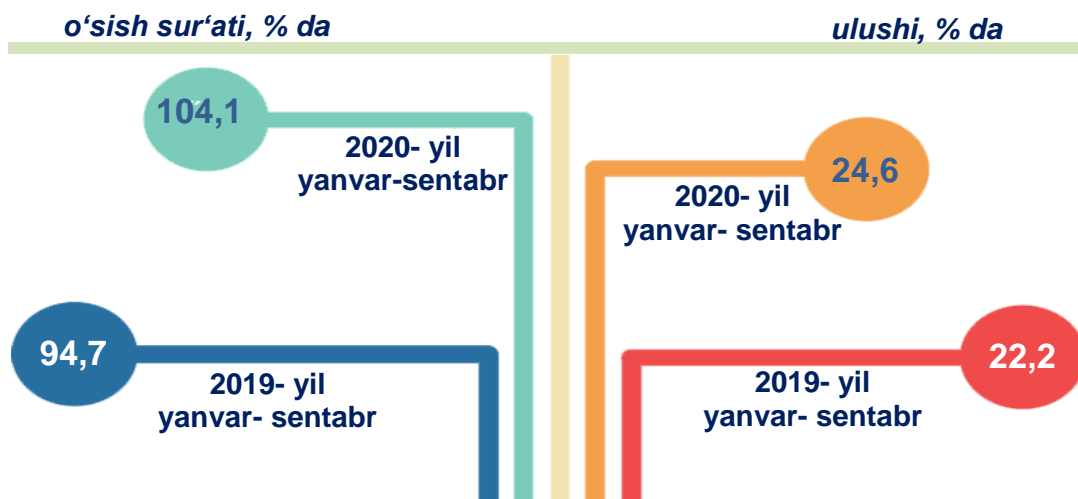 o‘sish sur‘ati, % da
ulushi, % da
104,1
2020- yil
yanvar-sentabr
24,6
2020- yil
yanvar- sentabr
94,7
2019- yil
yanvar- sentabr
22,2
2019- yil
yanvar- sentabr